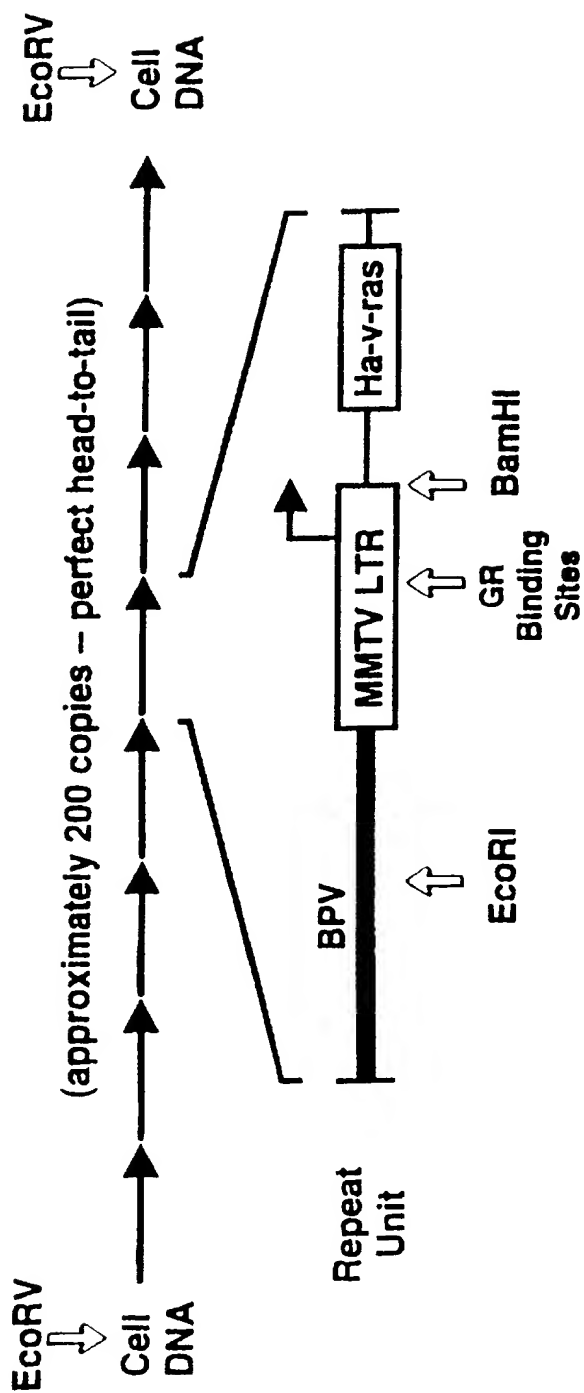 EcoRV
Cell
DNA
(approximately 200 copies – perfect head-to-tail)
EcoRV
Cell
DNA
Repeat
Unit
BPV
MMTV LTR
Ha-v-ras
EcoRI
GR
Binding
Sites
BamHI